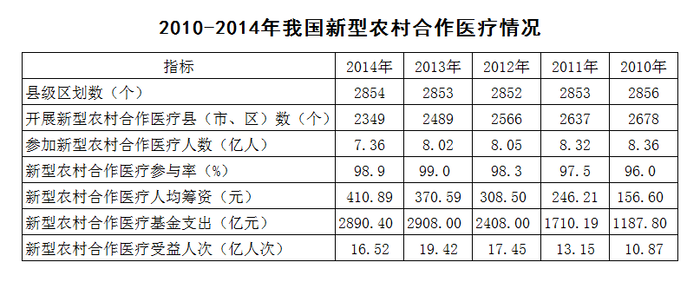 2010-2014年我国新型农村合作医疗情况
指标 2014年 2013年 2012年 2011年 2010年
县级区划数（个） 2854 2853 2852 2853 2856
开展新型农村合作医疗县（市、区）数（个） 2349 2489 2566 2637 2678
参加新型农村合作医疗人数（亿人） 7.36 8.02 8.05 8.32 8.36
新型农村合作医疗参与率（%） 98.9 99.0 98.3 97.5 96.0
新型农村合作医疗人均筹资（元） 410.89 370.59 308.50 246.21 156.60
新型农村合作医疗基金支出（亿元） 2890.40 2908.00 2408.00 1710.19 1187.80
新型农村合作医疗受益人次（亿人次） 16.52 19.42 17.45 13.15 10.87